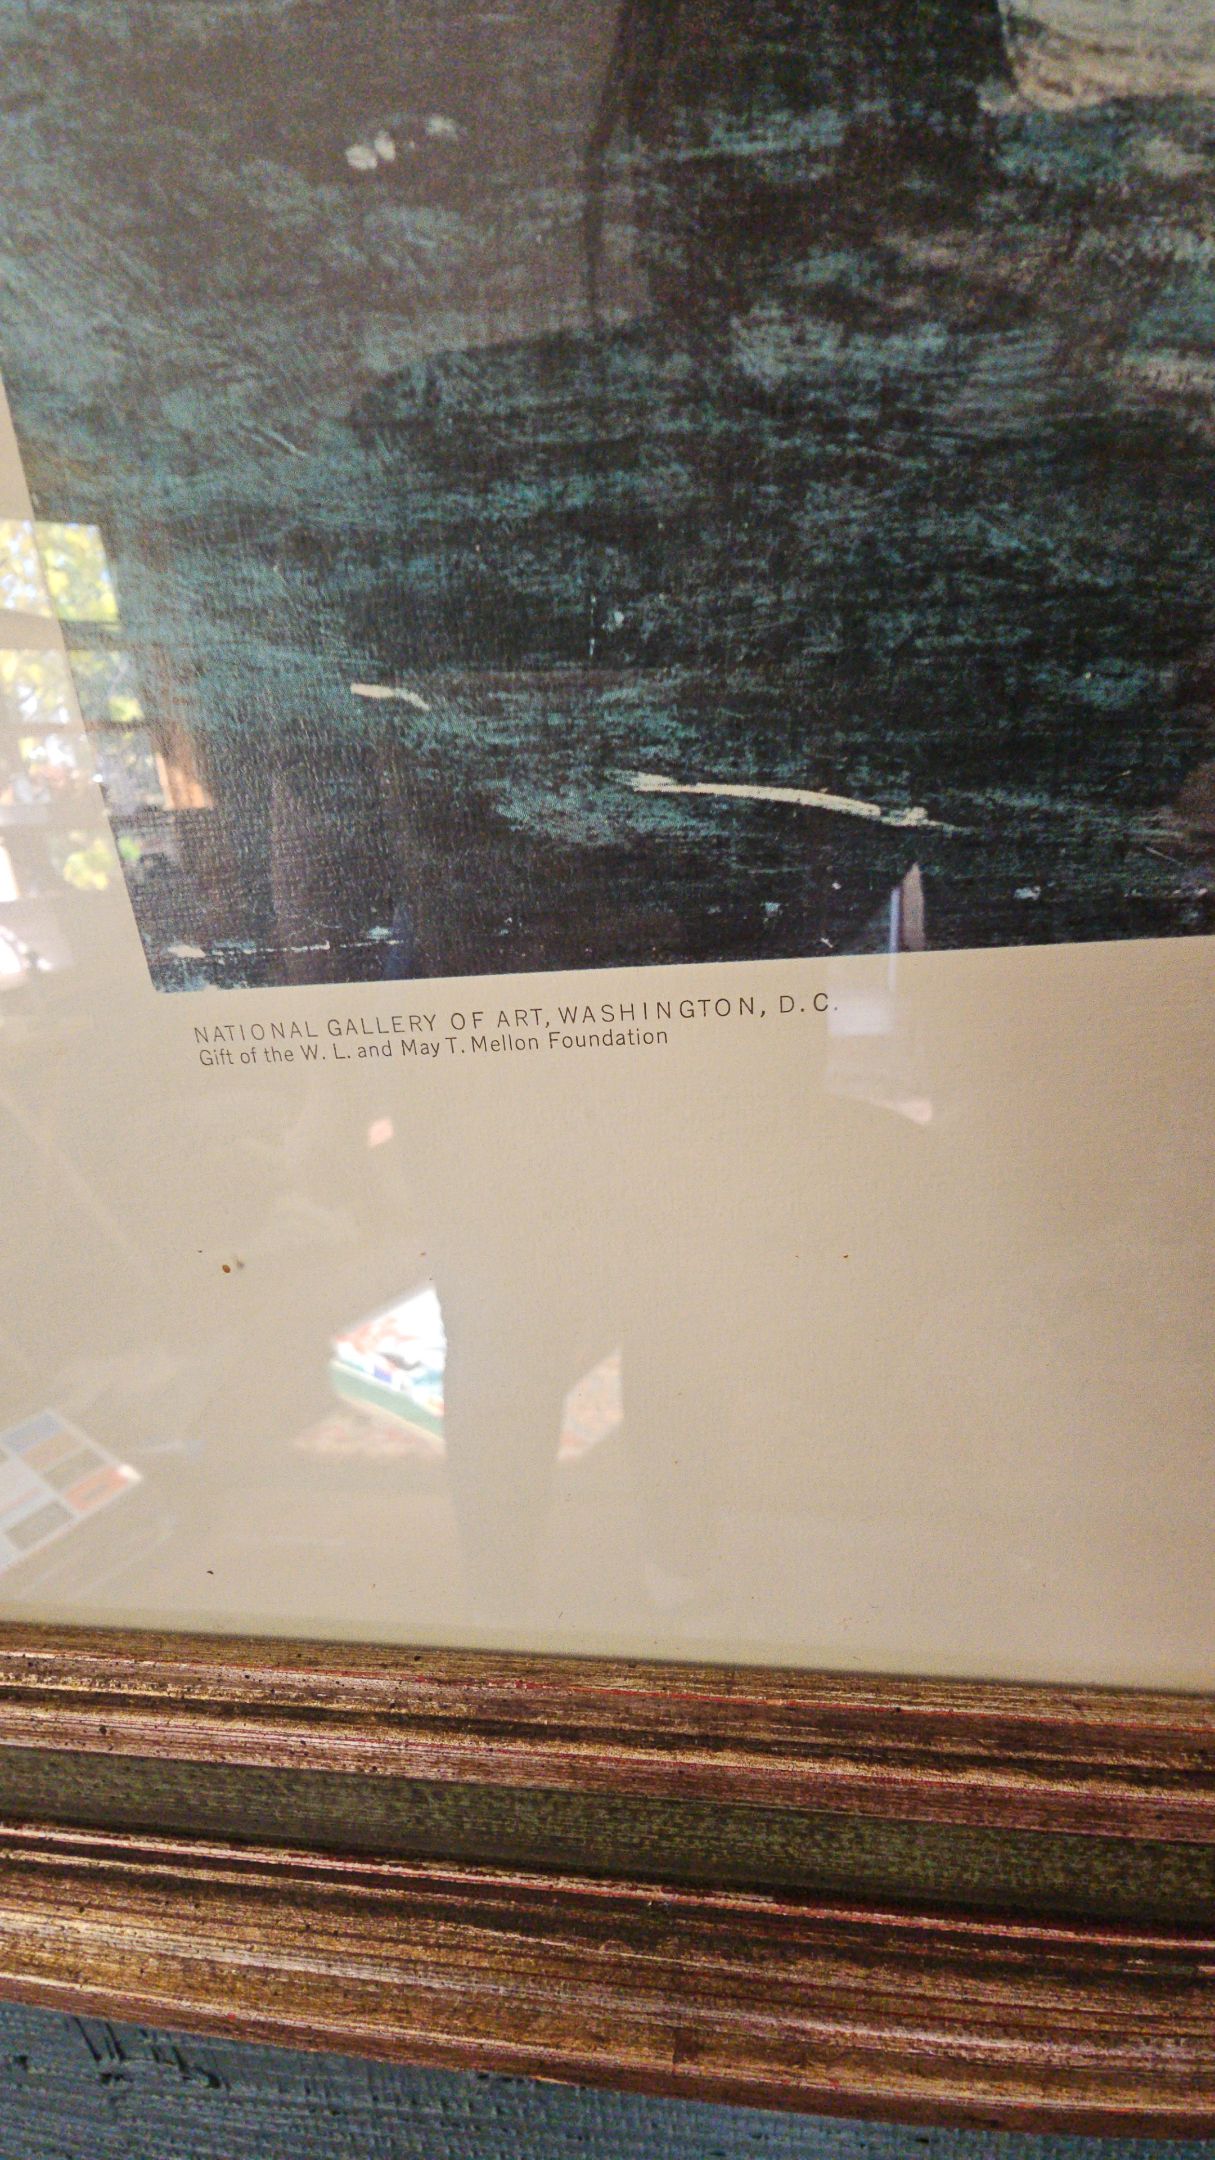 NATIONAL GALLERY OF ART, WASHINGTON, D.C.
Gift of the W. L. and May T. Mellon Foundation